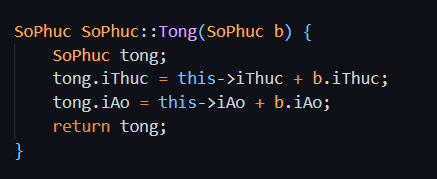 SoPhuc SoPhuc::Tong(SoPhuc b) {
    SoPhuc tong;
    tong.iThuc = this->iThuc + b.iThuc;
    tong.iAo = this->iAo + b.iAo;
    return tong;
}